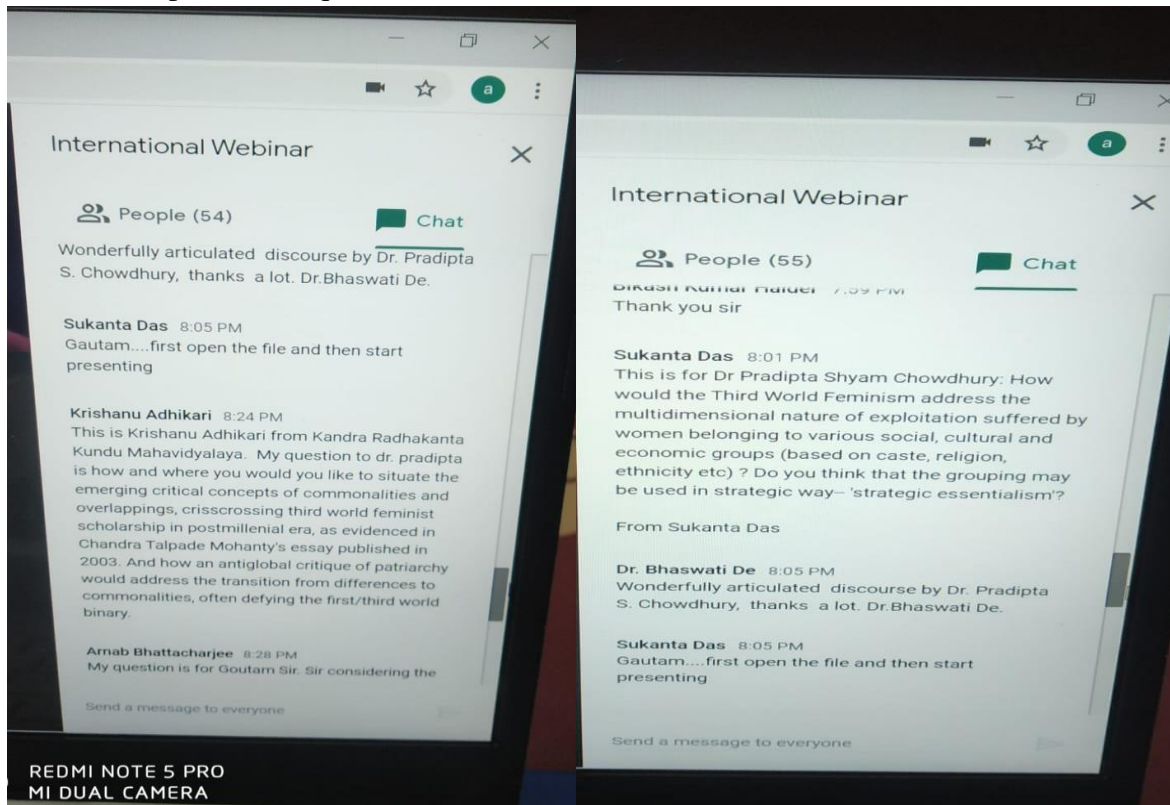 International Webinar
People (54)
Chat
Wonderfully articulated discourse by Dr. Pradipta
S. Chowdhury, thanks a lot. Dr.Bhaswati De.
Sukanta Das 8:05 PM
Gautam....first open the file and then start
presenting
Krishanu Adhikari 8:24 PM
This is Krishanu Adhikari from Kandra Radhakanta
Kundu Mahavidyalaya. My question to dr. pradipta
is how and where you would you like to situate the
emerging critical concepts of commonalities and
overlappings, crisscrossing third world feminist
scholarship in postmillenial era, as evidenced in
Chandra Talpade Mohanty's essay published in
2003. And how an antiglobal critique of patriarchy
would address the transition from differences to
commonalities, often defying the first/third world
binary.
Arnab Bhattacharjee 8:28 PM
My question is for Goutam Sir. Sir considering the
Send a message to everyone
REDMI NOTE 5 PRO
MI DUAL CAMERA
a
International Webinar
People (55)
Chat
Bikash Kumar Halder 7:59 PM
Thank you sir
Sukanta Das 8:01 PM
This is for Dr Pradipta Shyam Chowdhury: How
would the Third World Feminism address the
multidimensional nature of exploitation suffered by
women belonging to various social, cultural and
economic groups (based on caste, religion,
ethnicity etc) ? Do you think that the grouping may
be used in strategic way– 'strategic essentialism'?
From Sukanta Das
Dr. Bhaswati De 8:05 PM
Wonderfully articulated discourse by Dr. Pradipta
S. Chowdhury, thanks a lot. Dr.Bhaswati De.
Sukanta Das 8:05 PM
Gautam....first open the file and then start
presenting
Send a message to everyone
a